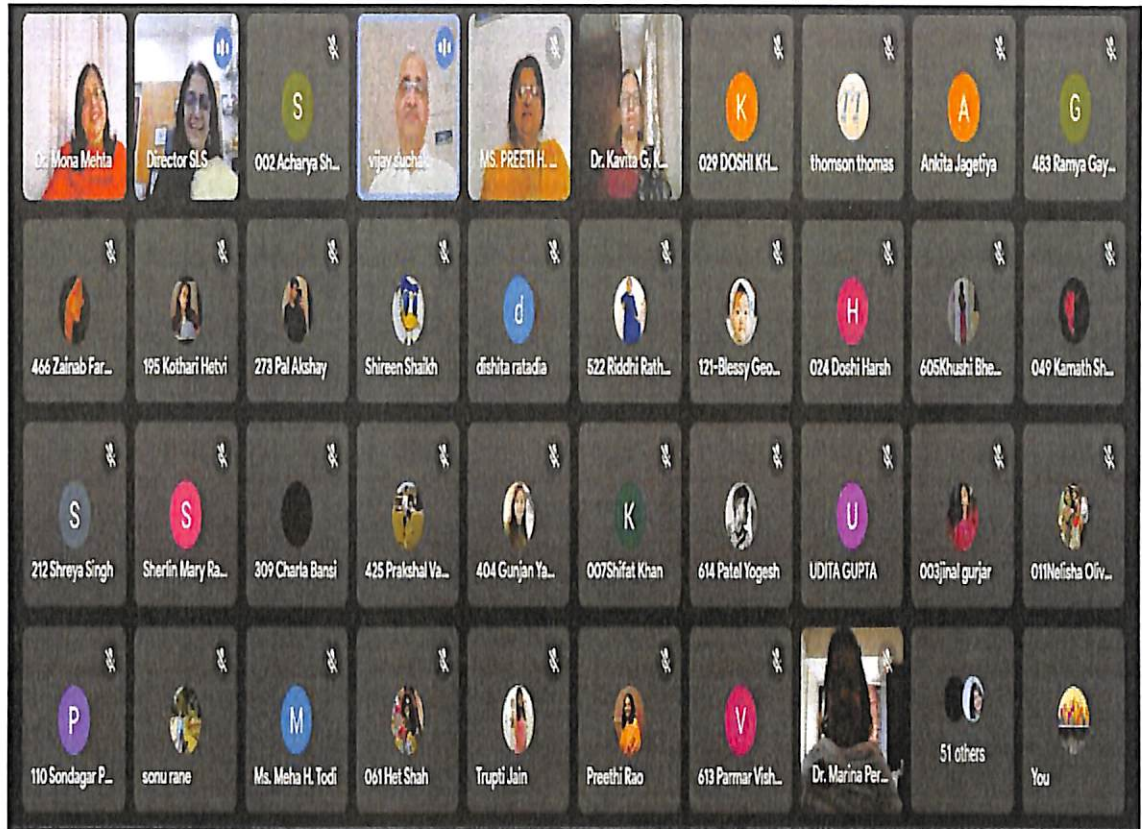 Dr. Mona Mehta
Director SLS
S
002 Acharya Sh...
vijay suchak
MS. PREETI H. ...
Dr. Kavita G. K...
K
029 DOSHI KH...
thomson thomas
A
Ankita Jagetiya
G
483 Ramya Gay...
466 Zainab Far...
195 Kothari Hetvi
273 Pal Akshay
Shireen Shaikh
d
dishita ratadia
522 Riddhi Rath...
121-Blessy Geo...
H
024 Doshi Harsh
605Khushi Bhe...
049 Kamath Sh...
S
212 Shreya Singh
S
Sherlin Mary Ra...
309 Charla Bansi
425 Prakshal Va...
404 Gunjan Ya...
K
007Shifat Khan
614 Patel Yogesh
U
UDITA GUPTA
003jinal gurjar
011Nelisha Oliv...
P
110 Sondagar P...
sonu rane
M
Ms. Meha H. Todi
061 Het Shah
Trupti Jain
Preethi Rao
V
613 Parmar Vish...
Dr. Marina Per...
51 others
You